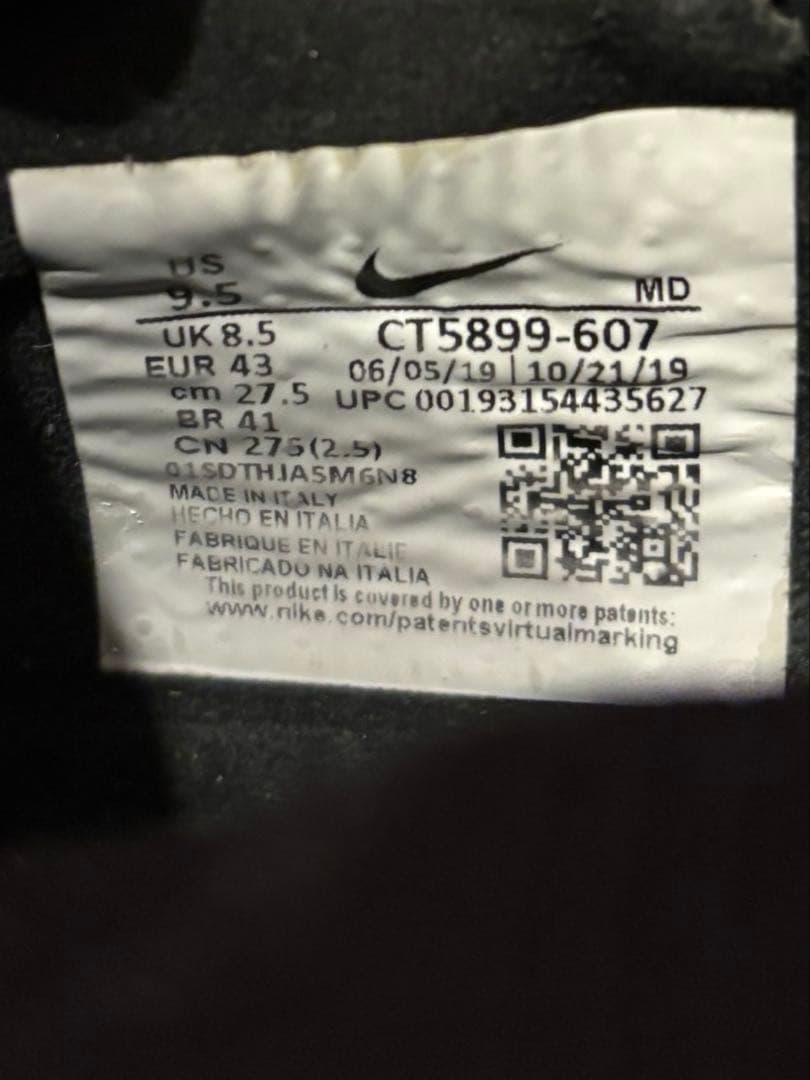 US
9.5
MD
UK 8.5 CT5899-607
EUR 43 06/05/19 | 10/21/19
cm 27.5 UPC 00193154435627
BR 41
CN 275(2.5)
01SDTHJA5M6N8
MADE IN ITALY
HECHO EN ITALIA
FABRIQUE EN ITALIE
FABRICADO NA ITÁLIA
This product is covered by one or more patents:
www.nike.com/patentsvirtualmarking